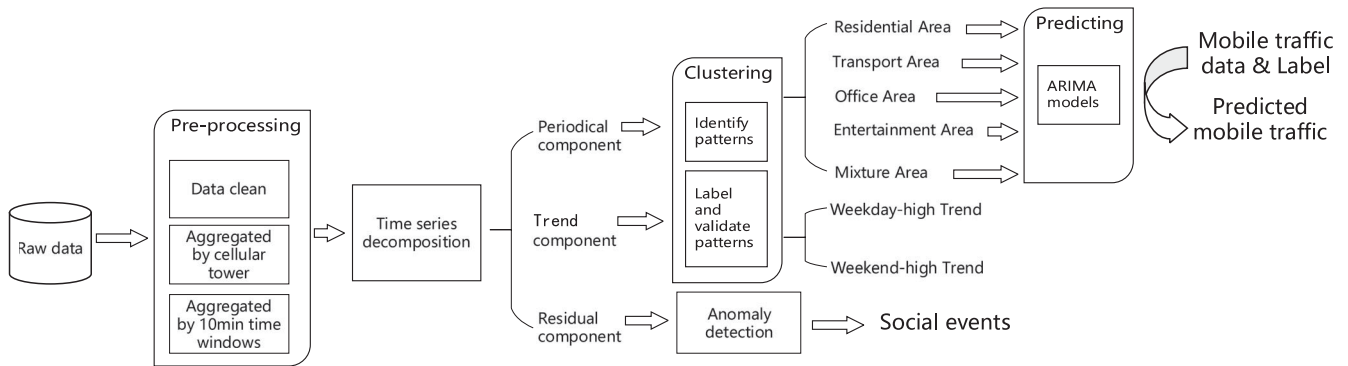 Raw data
Pre-processing
Data clean
Aggregated
by cellular
tower
Aggregated
by 10min time
windows
Time series
decomposition
Periodical
component
Trend
component
Residual
component
Clustering
Identify
patterns
Label
and
validate
patterns
Anomaly
detection
Social events
Residential Area
Transport Area
Office Area
Entertainment Area
Mixture Area
Weekday-high Trend
Weekend-high Trend
Predicting
ARIMA
models
Mobile traffic
data & Label
Predicted
mobile traffic